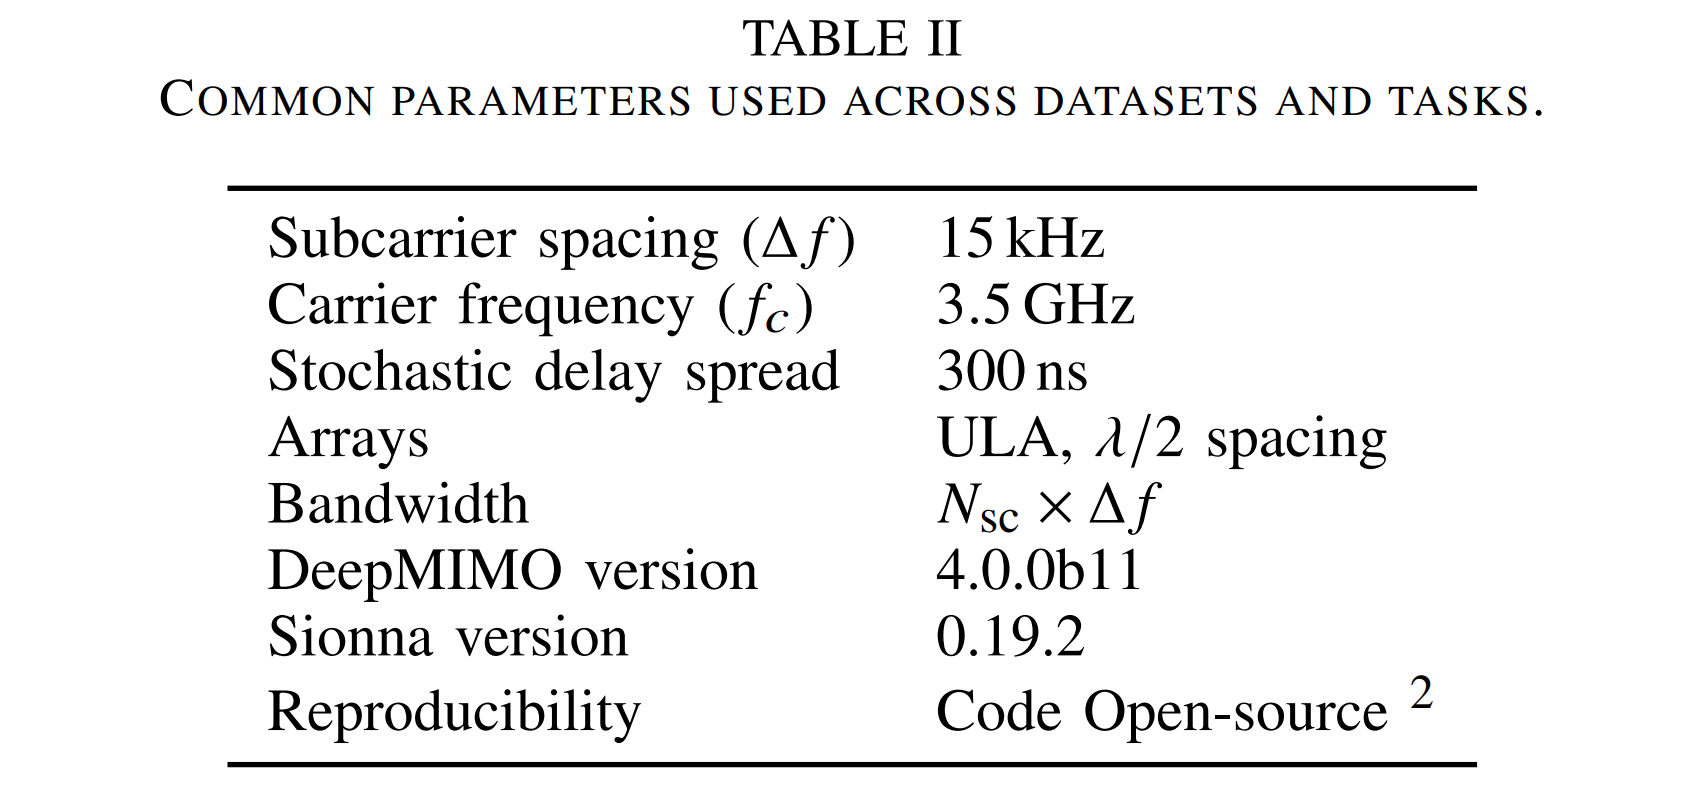 TABLE II
COMMON PARAMETERS USED ACROSS DATASETS AND TASKS.
Subcarrier spacing (Δf) 15 kHz
Carrier frequency (f_c) 3.5 GHz
Stochastic delay spread 300 ns
Arrays ULA, λ/2 spacing
Bandwidth N_sc × Δf
DeepMIMO version 4.0.0b11
Sionna version 0.19.2
Reproducibility Code Open-source ²